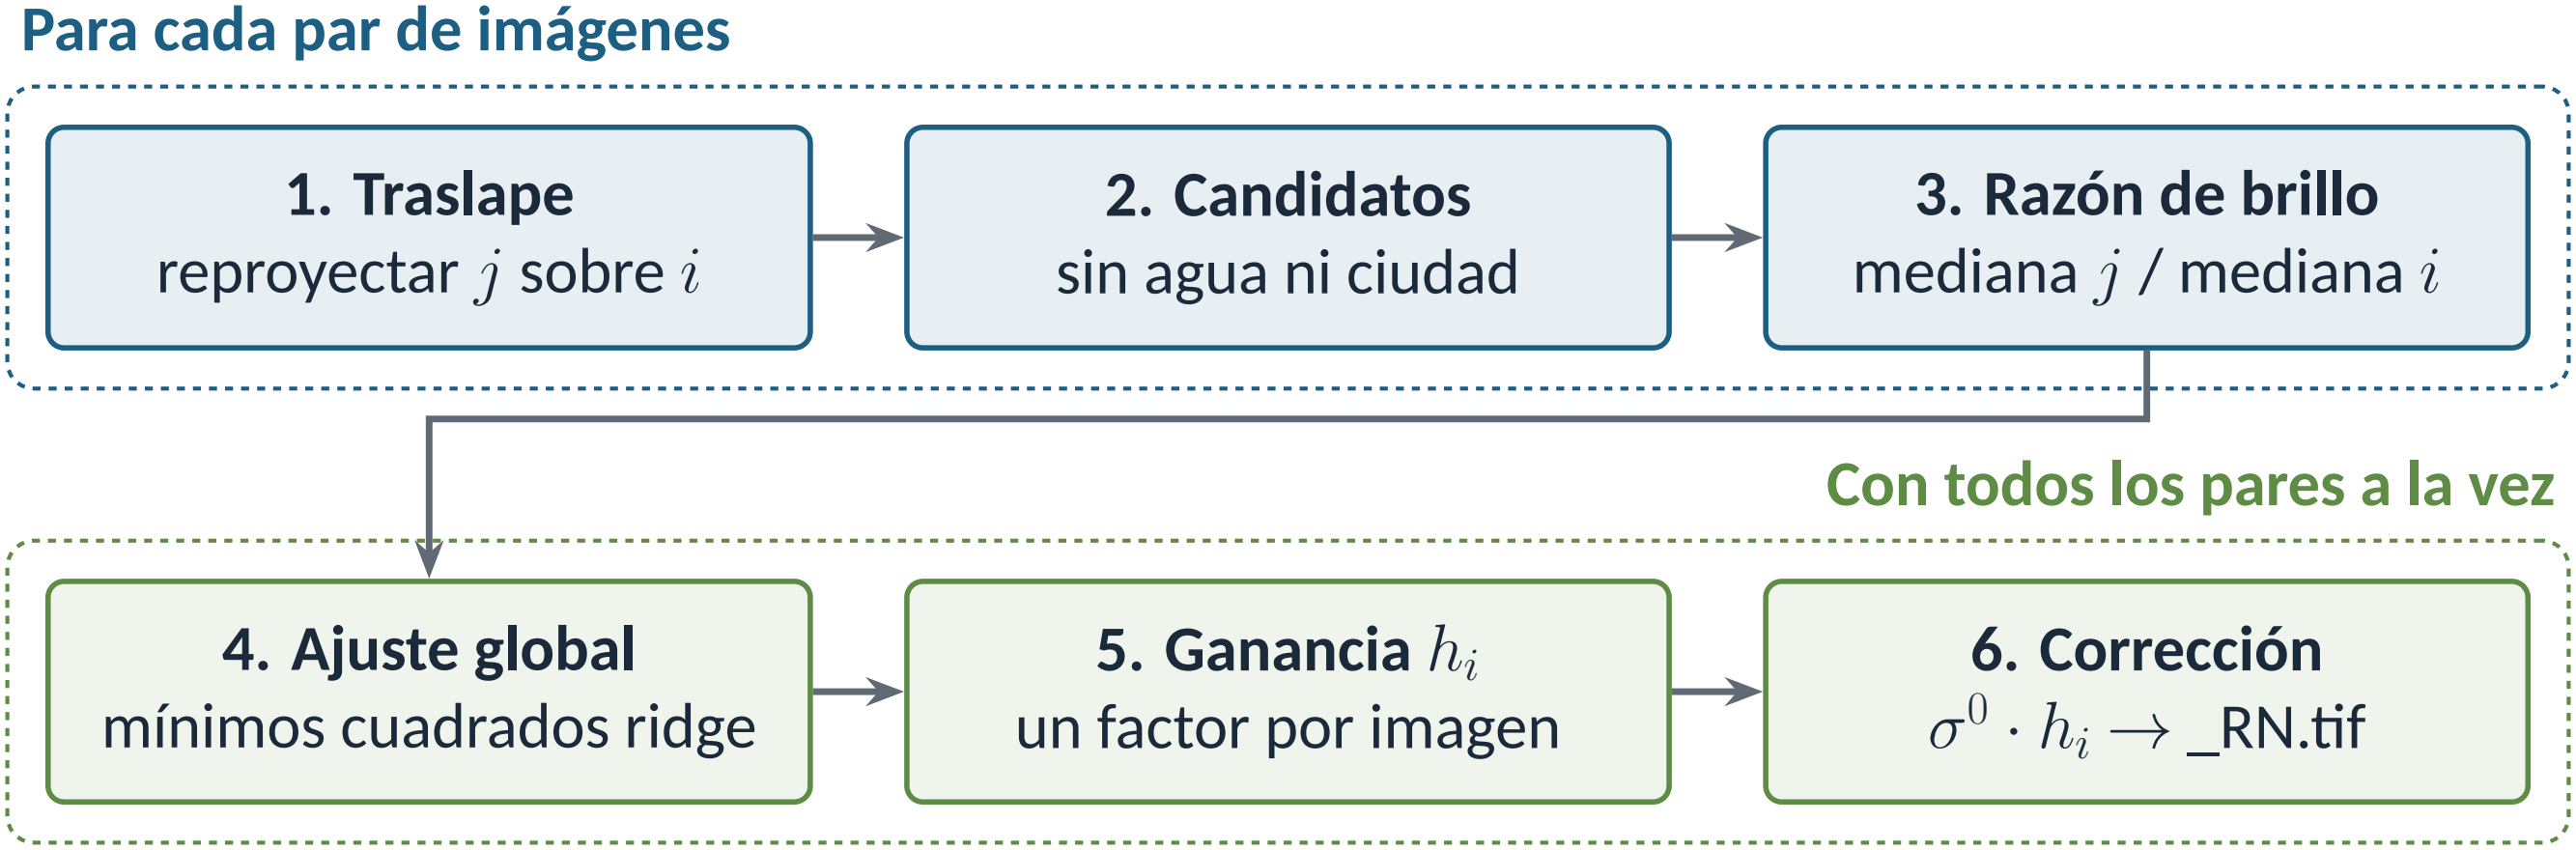 Para cada par de imágenes
1. Traslape
reproyectar j sobre i
2. Candidatos
sin agua ni ciudad
3. Razón de brillo
mediana j / mediana i
Con todos los pares a la vez
4. Ajuste global
mínimos cuadrados ridge
5. Ganancia hᵢ
un factor por imagen
6. Corrección
σ⁰ · hᵢ → _RN.tif